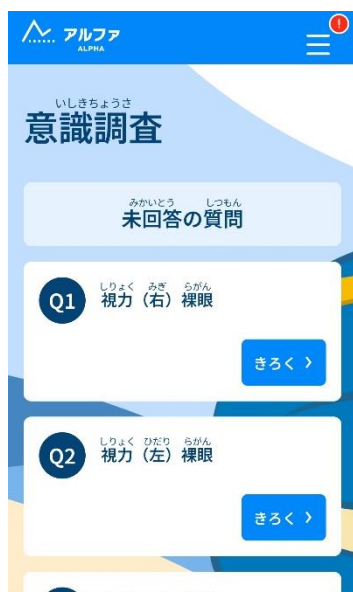 アルファ
ALPHA
!
いしきちょうさ
意識調査
みかいとう しつもん
未回答の質問
Q1
しりょく みぎ らがん
視力（右）裸眼
きろく >
Q2
しりょく ひだり らがん
視力（左）裸眼
きろく >